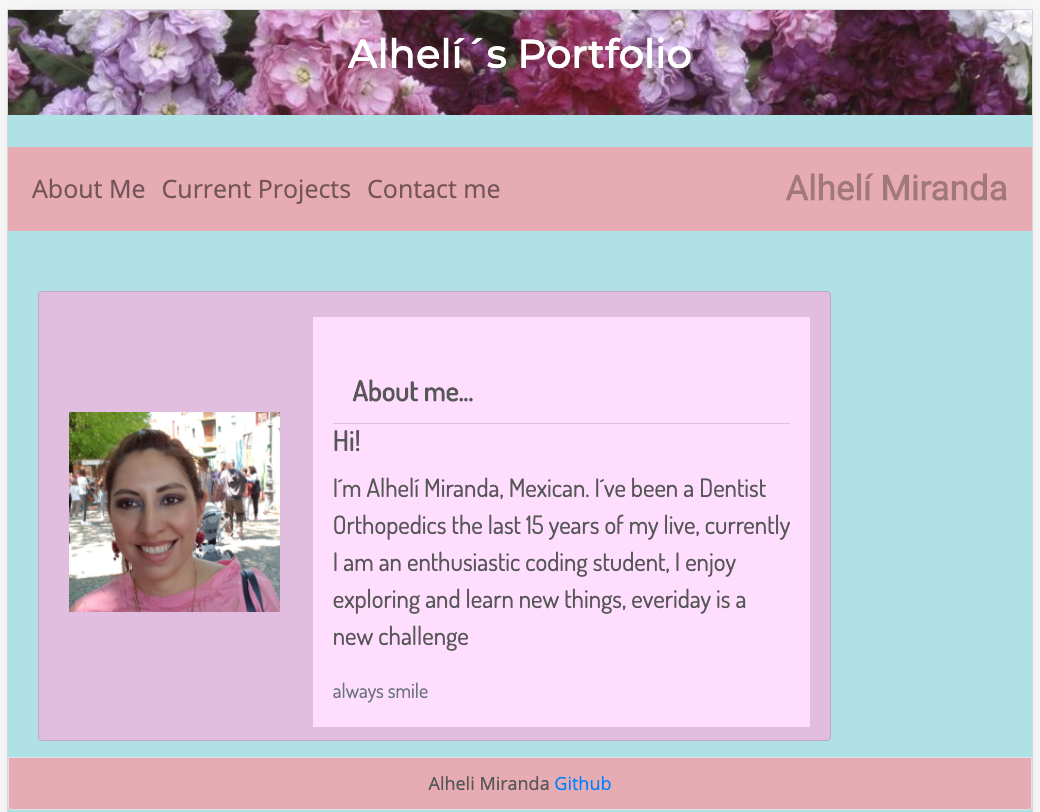 Alhelí´s Portfolio
About Me Current Projects Contact me
Alhelí Miranda
About me...
Hi!
I´m Alhelí Miranda, Mexican. I´ve been a Dentist
Orthopedics the last 15 years of my live, currently
I am an enthusiastic coding student, I enjoy
exploring and learn new things, everiday is a
new challenge
always smile
Alheli Miranda Github